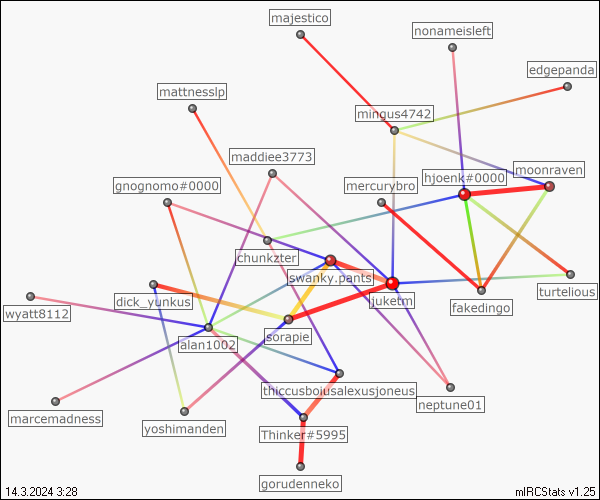 majestico
nonameisleft
edgepanda
mattnesslp
mingus4742
maddiee3773
hjoenk#0000
moonraven
gnognomo#0000
mercurybro
chunkzter
swanky.pants
dick_yunkus
juketm
turtelious
wyatt8112
fakedingo
alan1002
sorapie
thiccusboiusalexusjoneus
neptune01
marcemadness
yoshimanden
Thinker#5995
gorudenneko
14.3.2024 3:28
mIRCStats v1.25